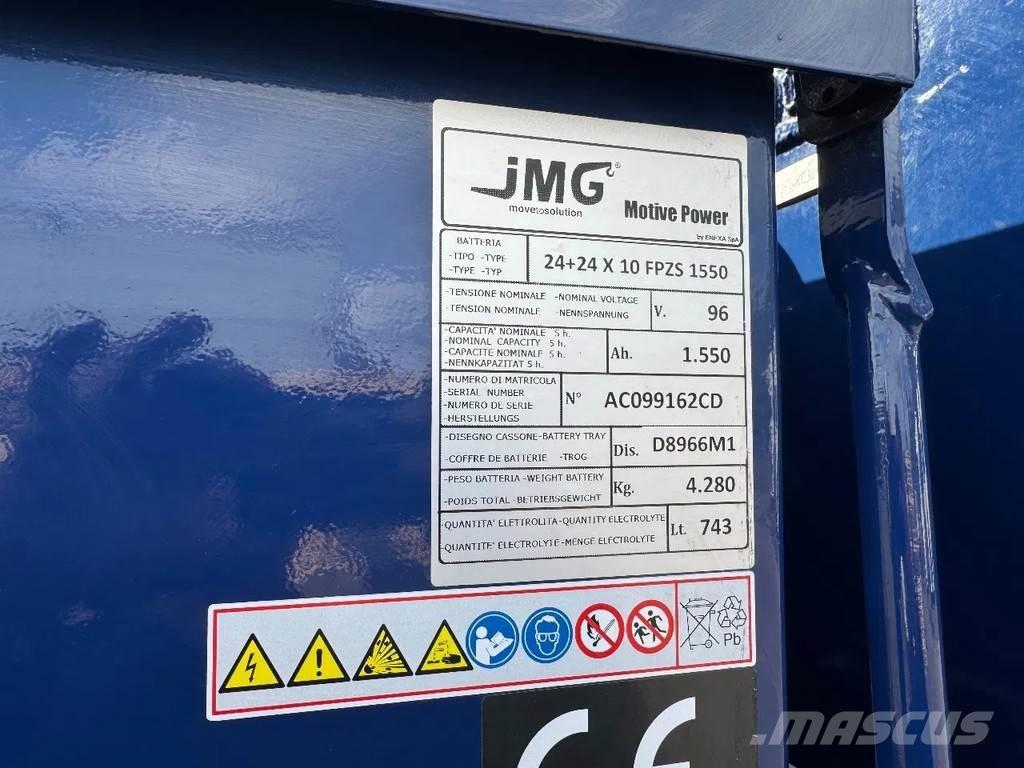 JMG®
movetosolution
Motive Power
by ENEXA SpA
BATTERIA
-TIPO -TYPE
-TYPE -TYP
24+24 X 10 FPZS 1550
-TENSIONE NOMINALE -NOMINAL VOLTAGE
-TENSION NOMINALE -NENNSPANNUNG
V. 96
-CAPACITA' NOMINALE 5 h.
-NOMINAL CAPACITY 5 h.
-CAPACITE NOMINALE 5 h.
-NENNKAPAZITAT 5 h.
Ah. 1.550
-NUMERO DI MATRICOLA
-SERIAL NUMBER
-NUMERO DE SERIE
-HERSTELLUNGS
N° AC099162CD
-DISEGNO CASSONE-BATTERY TRAY
-COFFRE DE BATTERIE -TROG
Dis. D8966M1
-PESO BATTERIA -WEIGHT BATTERY
-POIDS TOTAL -BETRIEBSGEWICHT
Kg. 4.280
-QUANTITA' ELETTROLITA-QUANTITY ELECTROLYTE
-QUANTITE' ELECTROLYTE-MENGE ELECTROLYTE
Lt. 743
Pb
CE
MASCUS